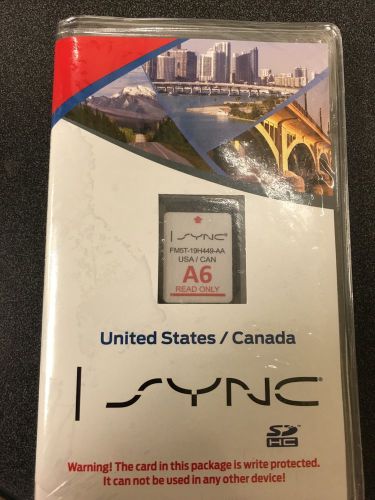 | SYNC®
FM5T-19H449-AA
USA / CAN
A6
READ ONLY
United States / Canada
| SYNC®
SD
HC
Warning! The card in this package is write protected.
It can not be used in any other device!